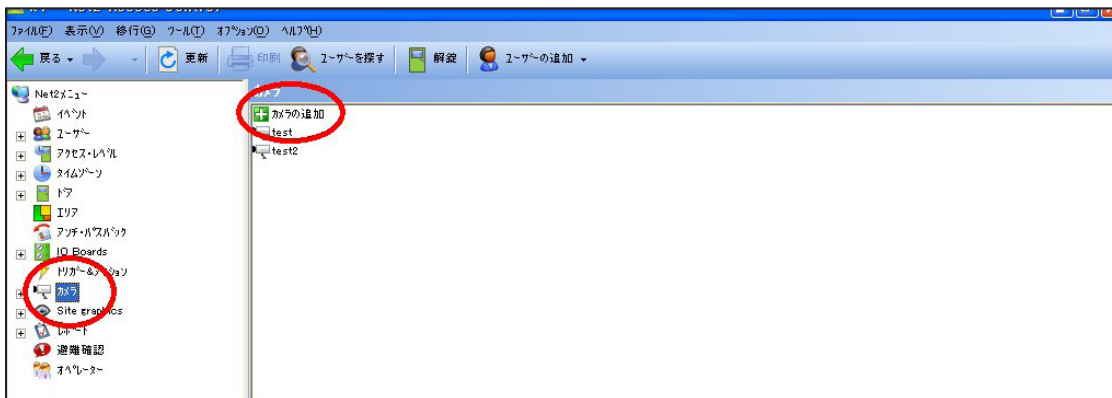 ファイル(F) 表示(V) 移行(G) ツール(T) オプション(O) ヘルプ(H)
戻る 更新 印刷 ユーザーを探す 解錠 ユーザーの追加
Net2メニュー
イベント
ユーザー
アクセス・レベル
タイムゾーン
ドア
エリア
アンチ・パスバック
IO Boards
トリガー&アクション
カメラ
Site graphics
レポート
避難確認
オペレーター
カメラ
カメラの追加
test
test2